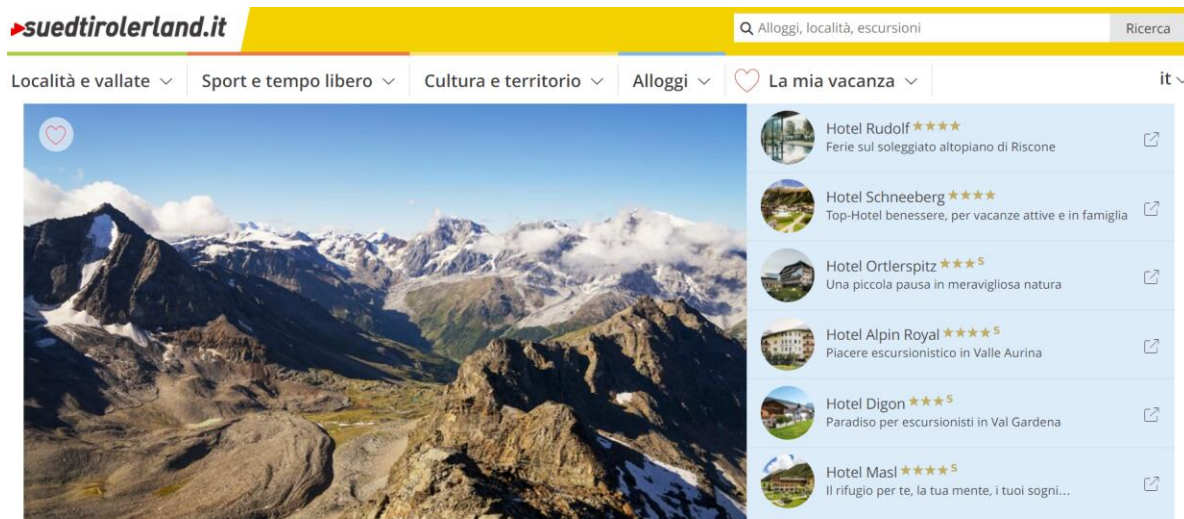 suedtirolerland.it
Alloggi, località, escursioni
Ricerca
Località e vallate
Sport e tempo libero
Cultura e territorio
Alloggi
La mia vacanza
it
Hotel Rudolf ★★★★
Ferie sul soleggiato altopiano di Riscone
Hotel Schneeberg ★★★★
Top-Hotel benessere, per vacanze attive e in famiglia
Hotel Ortlerspitz ★★★S
Una piccola pausa in meravigliosa natura
Hotel Alpin Royal ★★★★S
Piacere escursionistico in Valle Aurina
Hotel Digon ★★★S
Paradiso per escursionisti in Val Gardena
Hotel Masl ★★★★S
Il rifugio per te, la tua mente, i tuoi sogni...